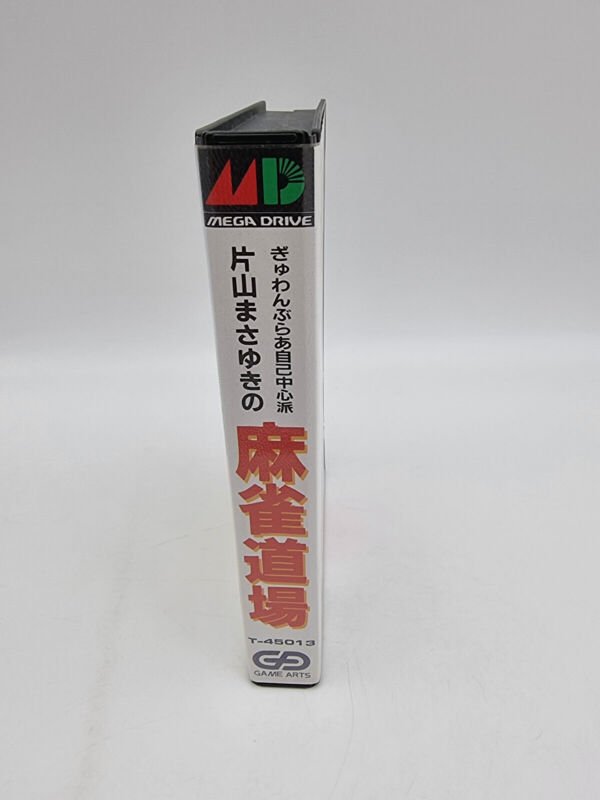 MD
MEGA DRIVE
ぎゅわんぶらあ自己中心派
片山まさゆきの
麻雀道場
T-45013
GAME ARTS